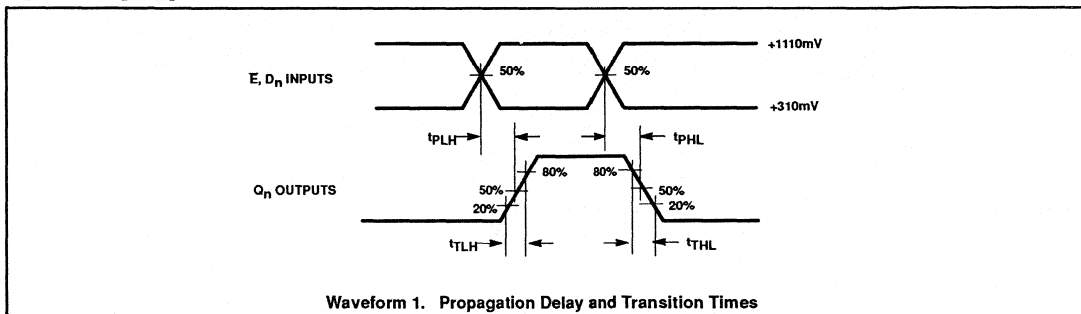 +1110mV
E̅, Dn INPUTS
50%
50%
+310mV
tPLH
tPHL
80%
80%
Qn OUTPUTS
50%
50%
20%
20%
tTLH
tTHL
Waveform 1. Propagation Delay and Transition Times